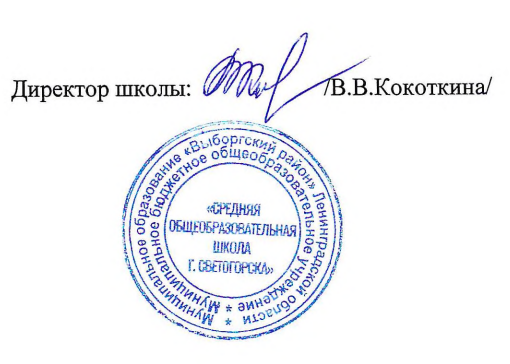 Директор школы: /В.В.Кокоткина/
Муниципальное образование «Выборгский район» Ленинградской области *
Муниципальное бюджетное общеобразовательное учреждение *
«СРЕДНЯЯ
ОБЩЕОБРАЗОВАТЕЛЬНАЯ
ШКОЛА
Г. СВЕТОГОРСКА»